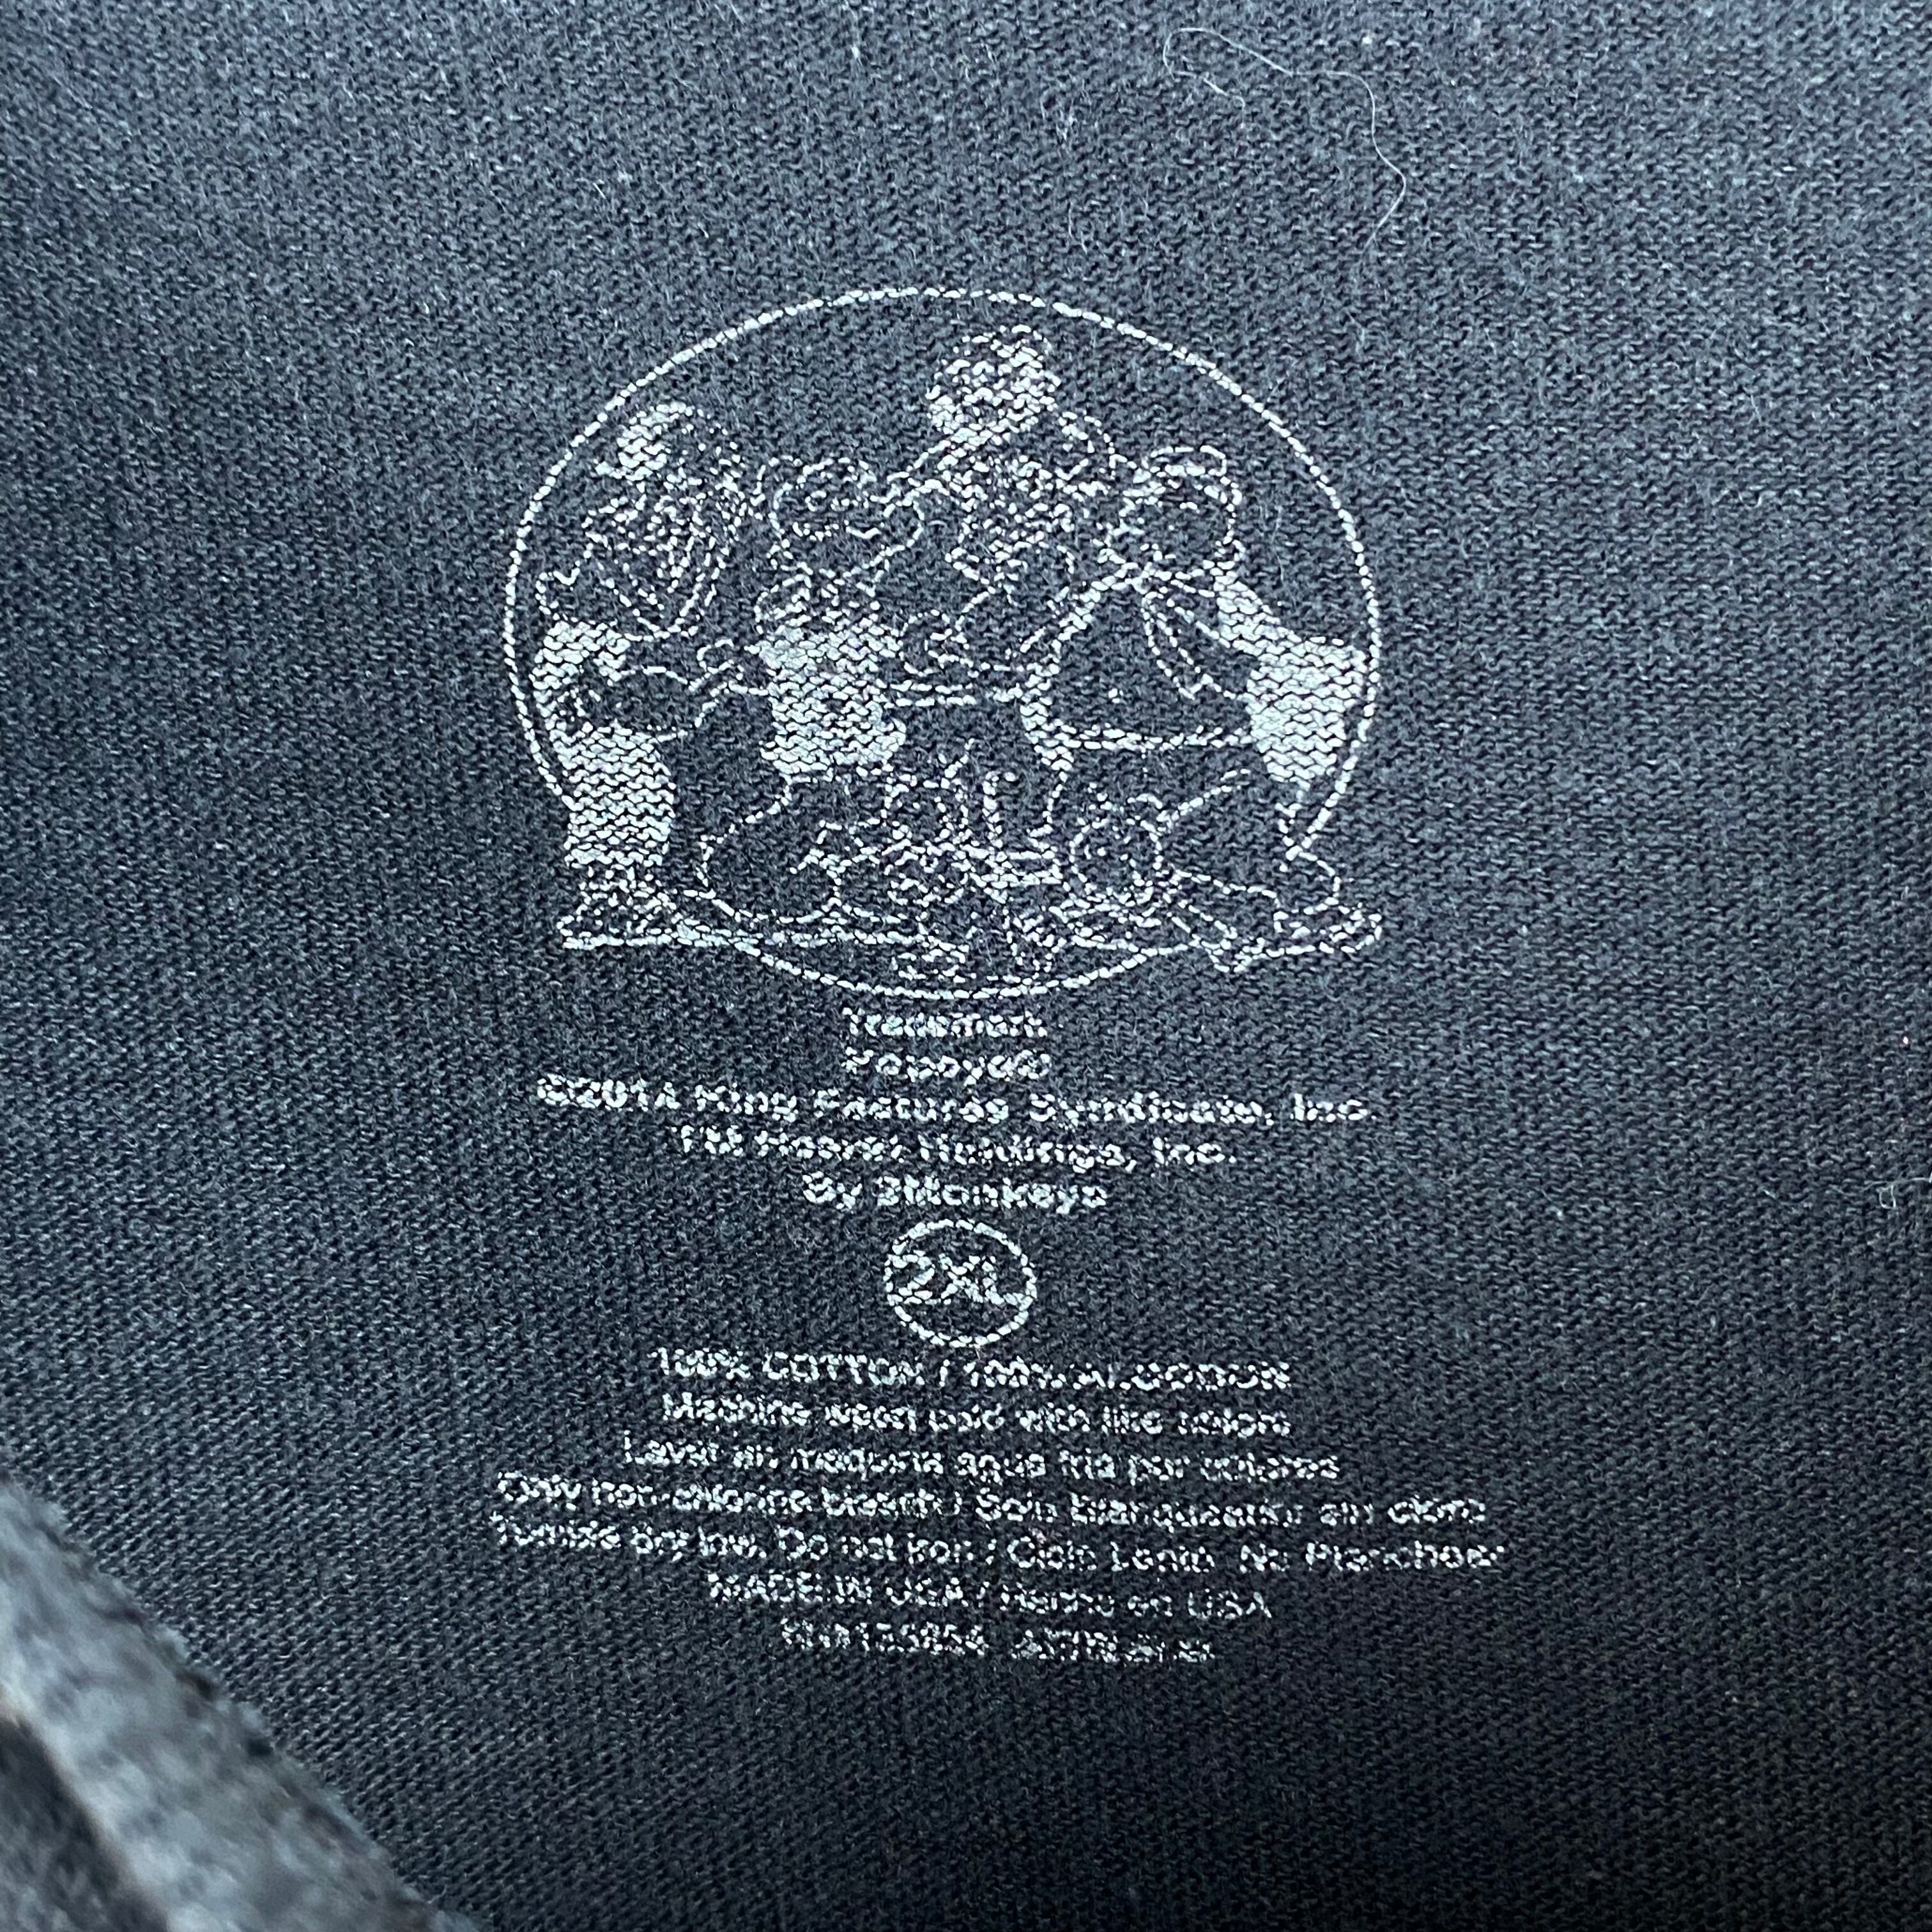 Trademark
Popeye©
©2014 King Features Syndicate, Inc.
TM Hearst Holdings, Inc.
By 3Monkeys
2XL
100% COTTON / 100% ALGODON
Machine wash cold with like colors
Lavar en maquina agua fria por colores
Only non-chlorine bleach / Solo blanqueador sin cloro
Tumble dry low. Do not iron / Ciclo Lento. No Planchear
MADE IN USA / Hecho en USA